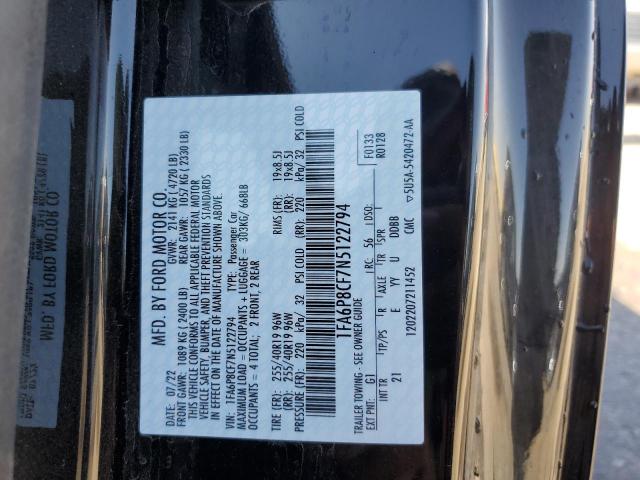 MFD. BY FORD MOTOR CO.
DATE: 07/22 GVWR: 2141 KG (4720 LB)
FRONT GAWR: 1089 KG (2400 LB) REAR GAWR: 1057 KG (2330 LB)
THIS VEHICLE CONFORMS TO ALL APPLICABLE FEDERAL MOTOR
VEHICLE SAFETY, BUMPER, AND THEFT PREVENTION STANDARDS
IN EFFECT ON THE DATE OF MANUFACTURE SHOWN ABOVE.
VIN: 1FA6P8CF7N5122794 TYPE: Passenger Car
MAXIMUM LOAD = OCCUPANTS + LUGGAGE = 303KG/ 668LB
OCCUPANTS = 4 TOTAL; 2 FRONT, 2 REAR
TIRE (FR): 255/40R19 96W RIMS (FR): 19x8.5J
(RR): 255/40R19 96W (RR): 19x8.5J
PRESSURE (FR): 220 kPa/ 32 PSI COLD (RR): 220 kPa/ 32 PSI COLD
1FA6P8CF7N5122794
TRAILER TOWING - SEE OWNER GUIDE F0133
EXT PNT: G1 RC: 56 DSO: R0128
INT TR TP/PS R AXLE TR SPR
21 E YY U DDBB
1202207211452 CMC ▽5U5A-5420472-AA
MFD. BY FORD MOTOR CO.